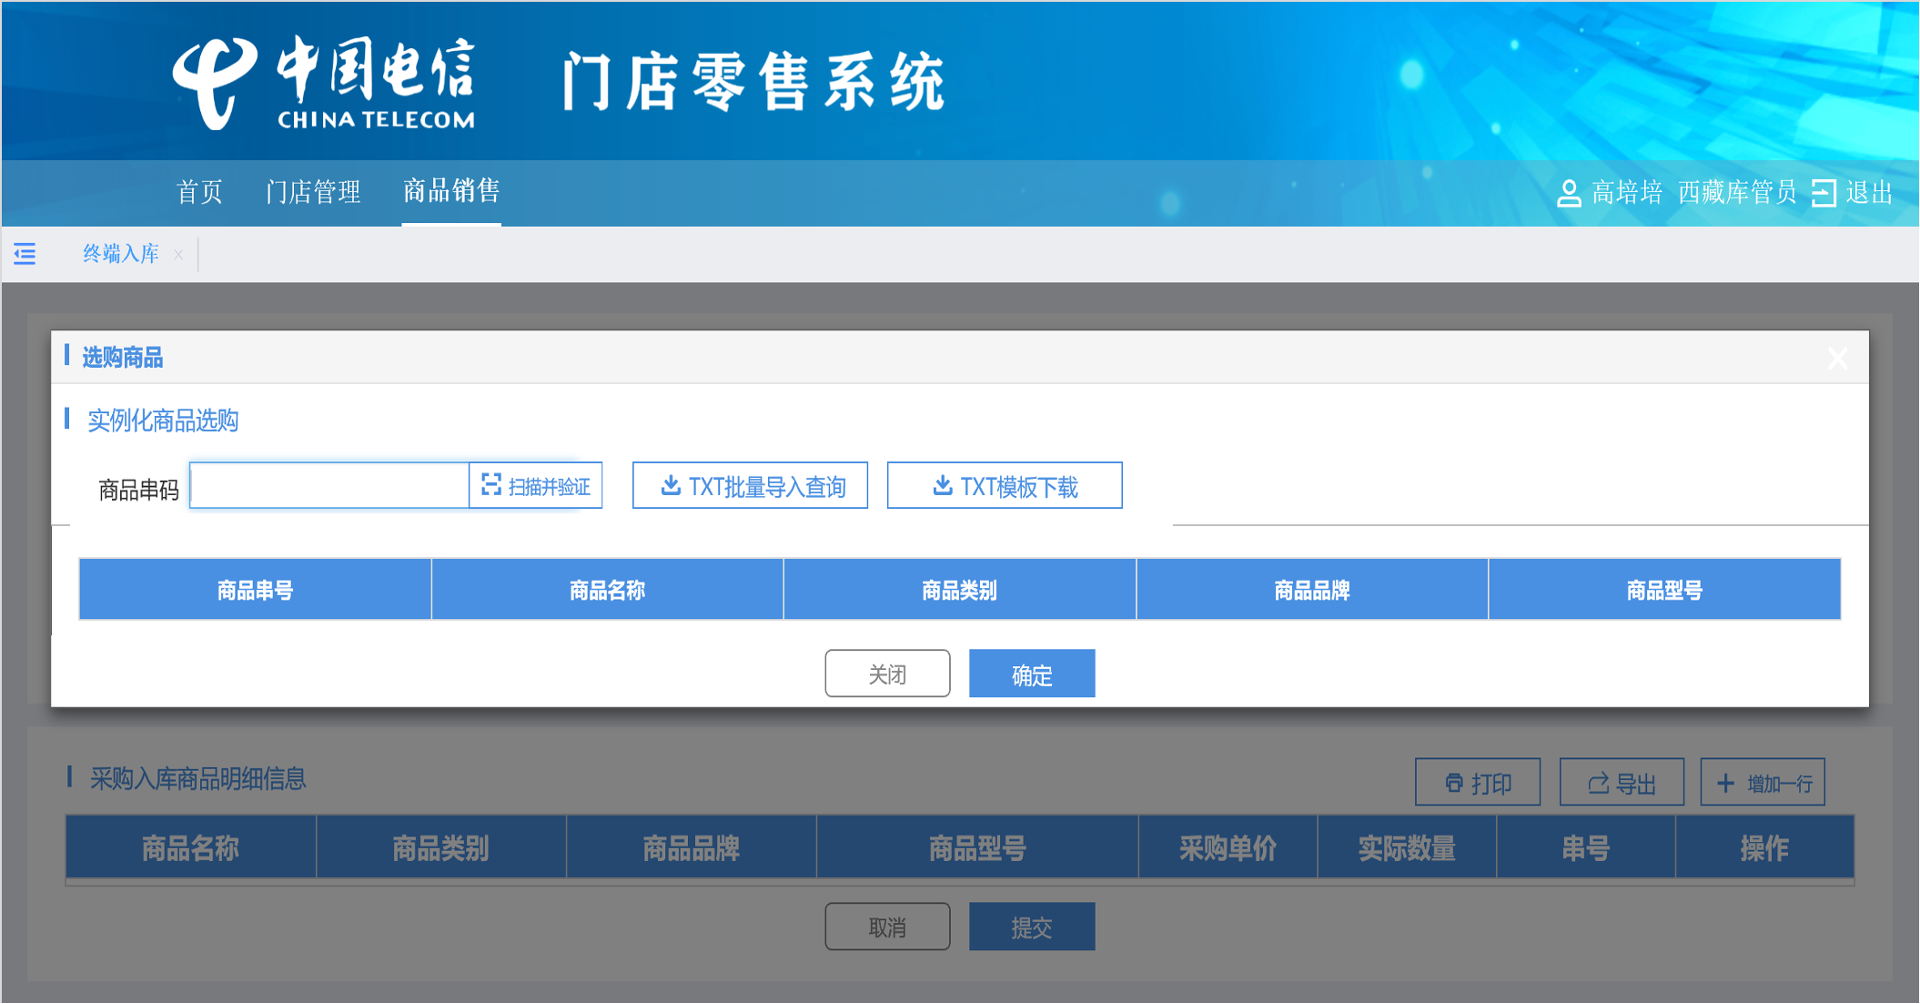 中国电信
CHINA TELECOM
门店零售系统
首页 门店管理 商品销售 高培培 西藏库管员 退出
终端入库 x
选购商品
实例化商品选购
商品串码 扫描并验证 TXT批量导入查询 TXT模板下载
商品串号 商品名称 商品类别 商品品牌 商品型号
关闭 确定
采购入库商品明细信息 打印 导出 增加一行
商品名称 商品类别 商品品牌 商品型号 采购单价 实际数量 串号 操作
取消 提交